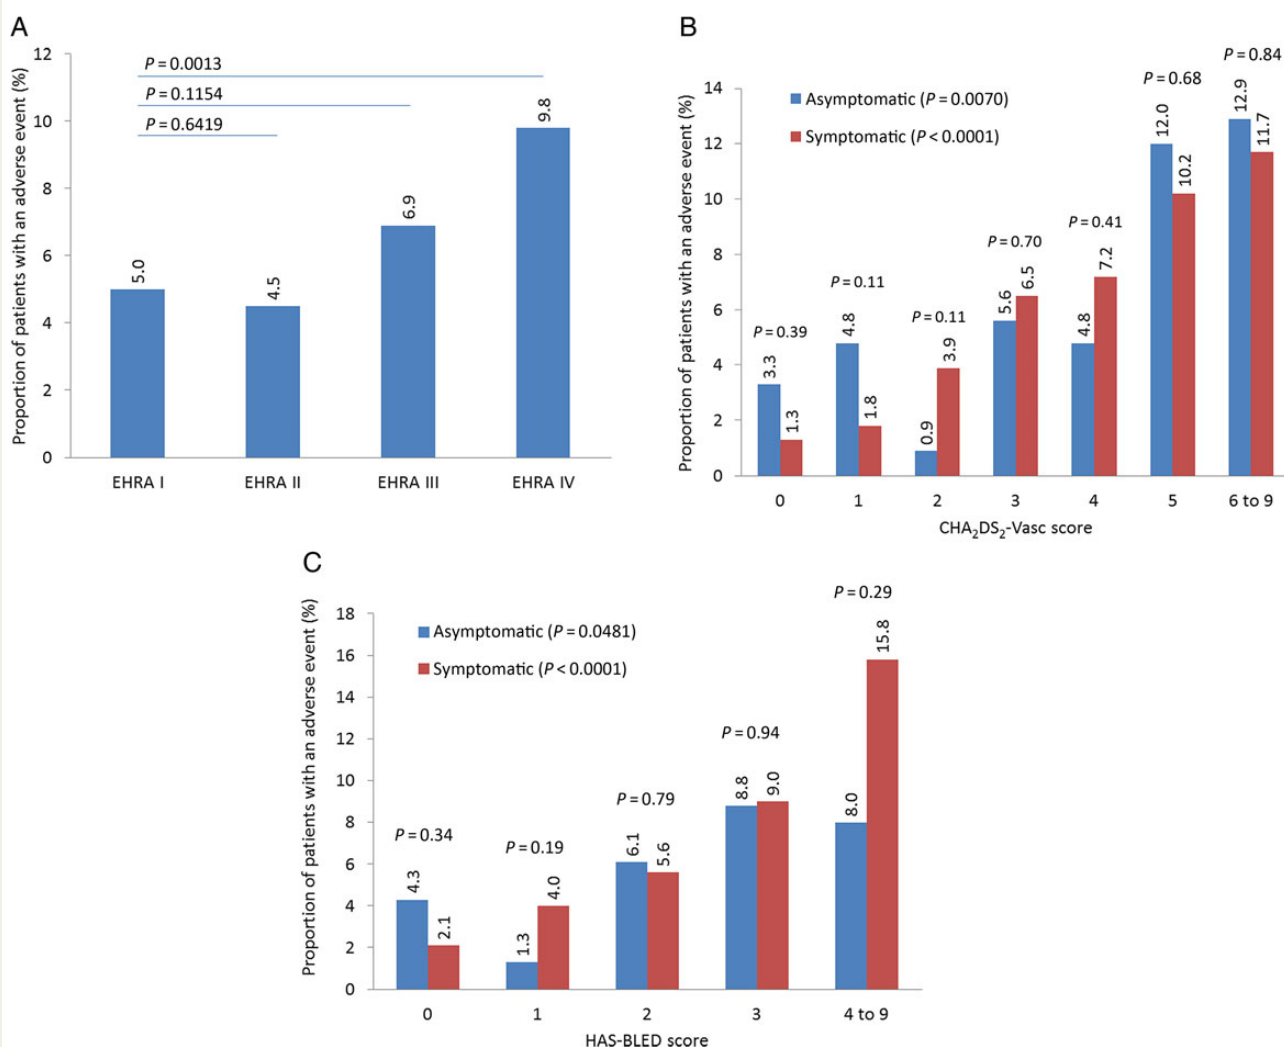 A
Proportion of patients with an adverse event (%)
12
10
8
6
4
2
0
P = 0.0013
P = 0.1154
P = 0.6419
5.0
4.5
6.9
9.8
EHRA I
EHRA II
EHRA III
EHRA IV
B
Proportion of patients with an adverse event (%)
14
12
10
8
6
4
2
0
Asymptomatic (P = 0.0070)
Symptomatic (P < 0.0001)
P = 0.39
3.3
1.3
P = 0.11
4.8
1.8
P = 0.11
0.9
3.9
P = 0.70
5.6
6.5
P = 0.41
4.8
7.2
P = 0.68
12.0
10.2
P = 0.84
12.9
11.7
0
1
2
3
4
5
6 to 9
CHA₂DS₂-Vasc score
C
Proportion of patients with an adverse event (%)
18
16
14
12
10
8
6
4
2
0
Asymptomatic (P = 0.0481)
Symptomatic (P < 0.0001)
P = 0.34
4.3
2.1
P = 0.19
1.3
4.0
P = 0.79
6.1
5.6
P = 0.94
8.8
9.0
P = 0.29
8.0
15.8
0
1
2
3
4 to 9
HAS-BLED score